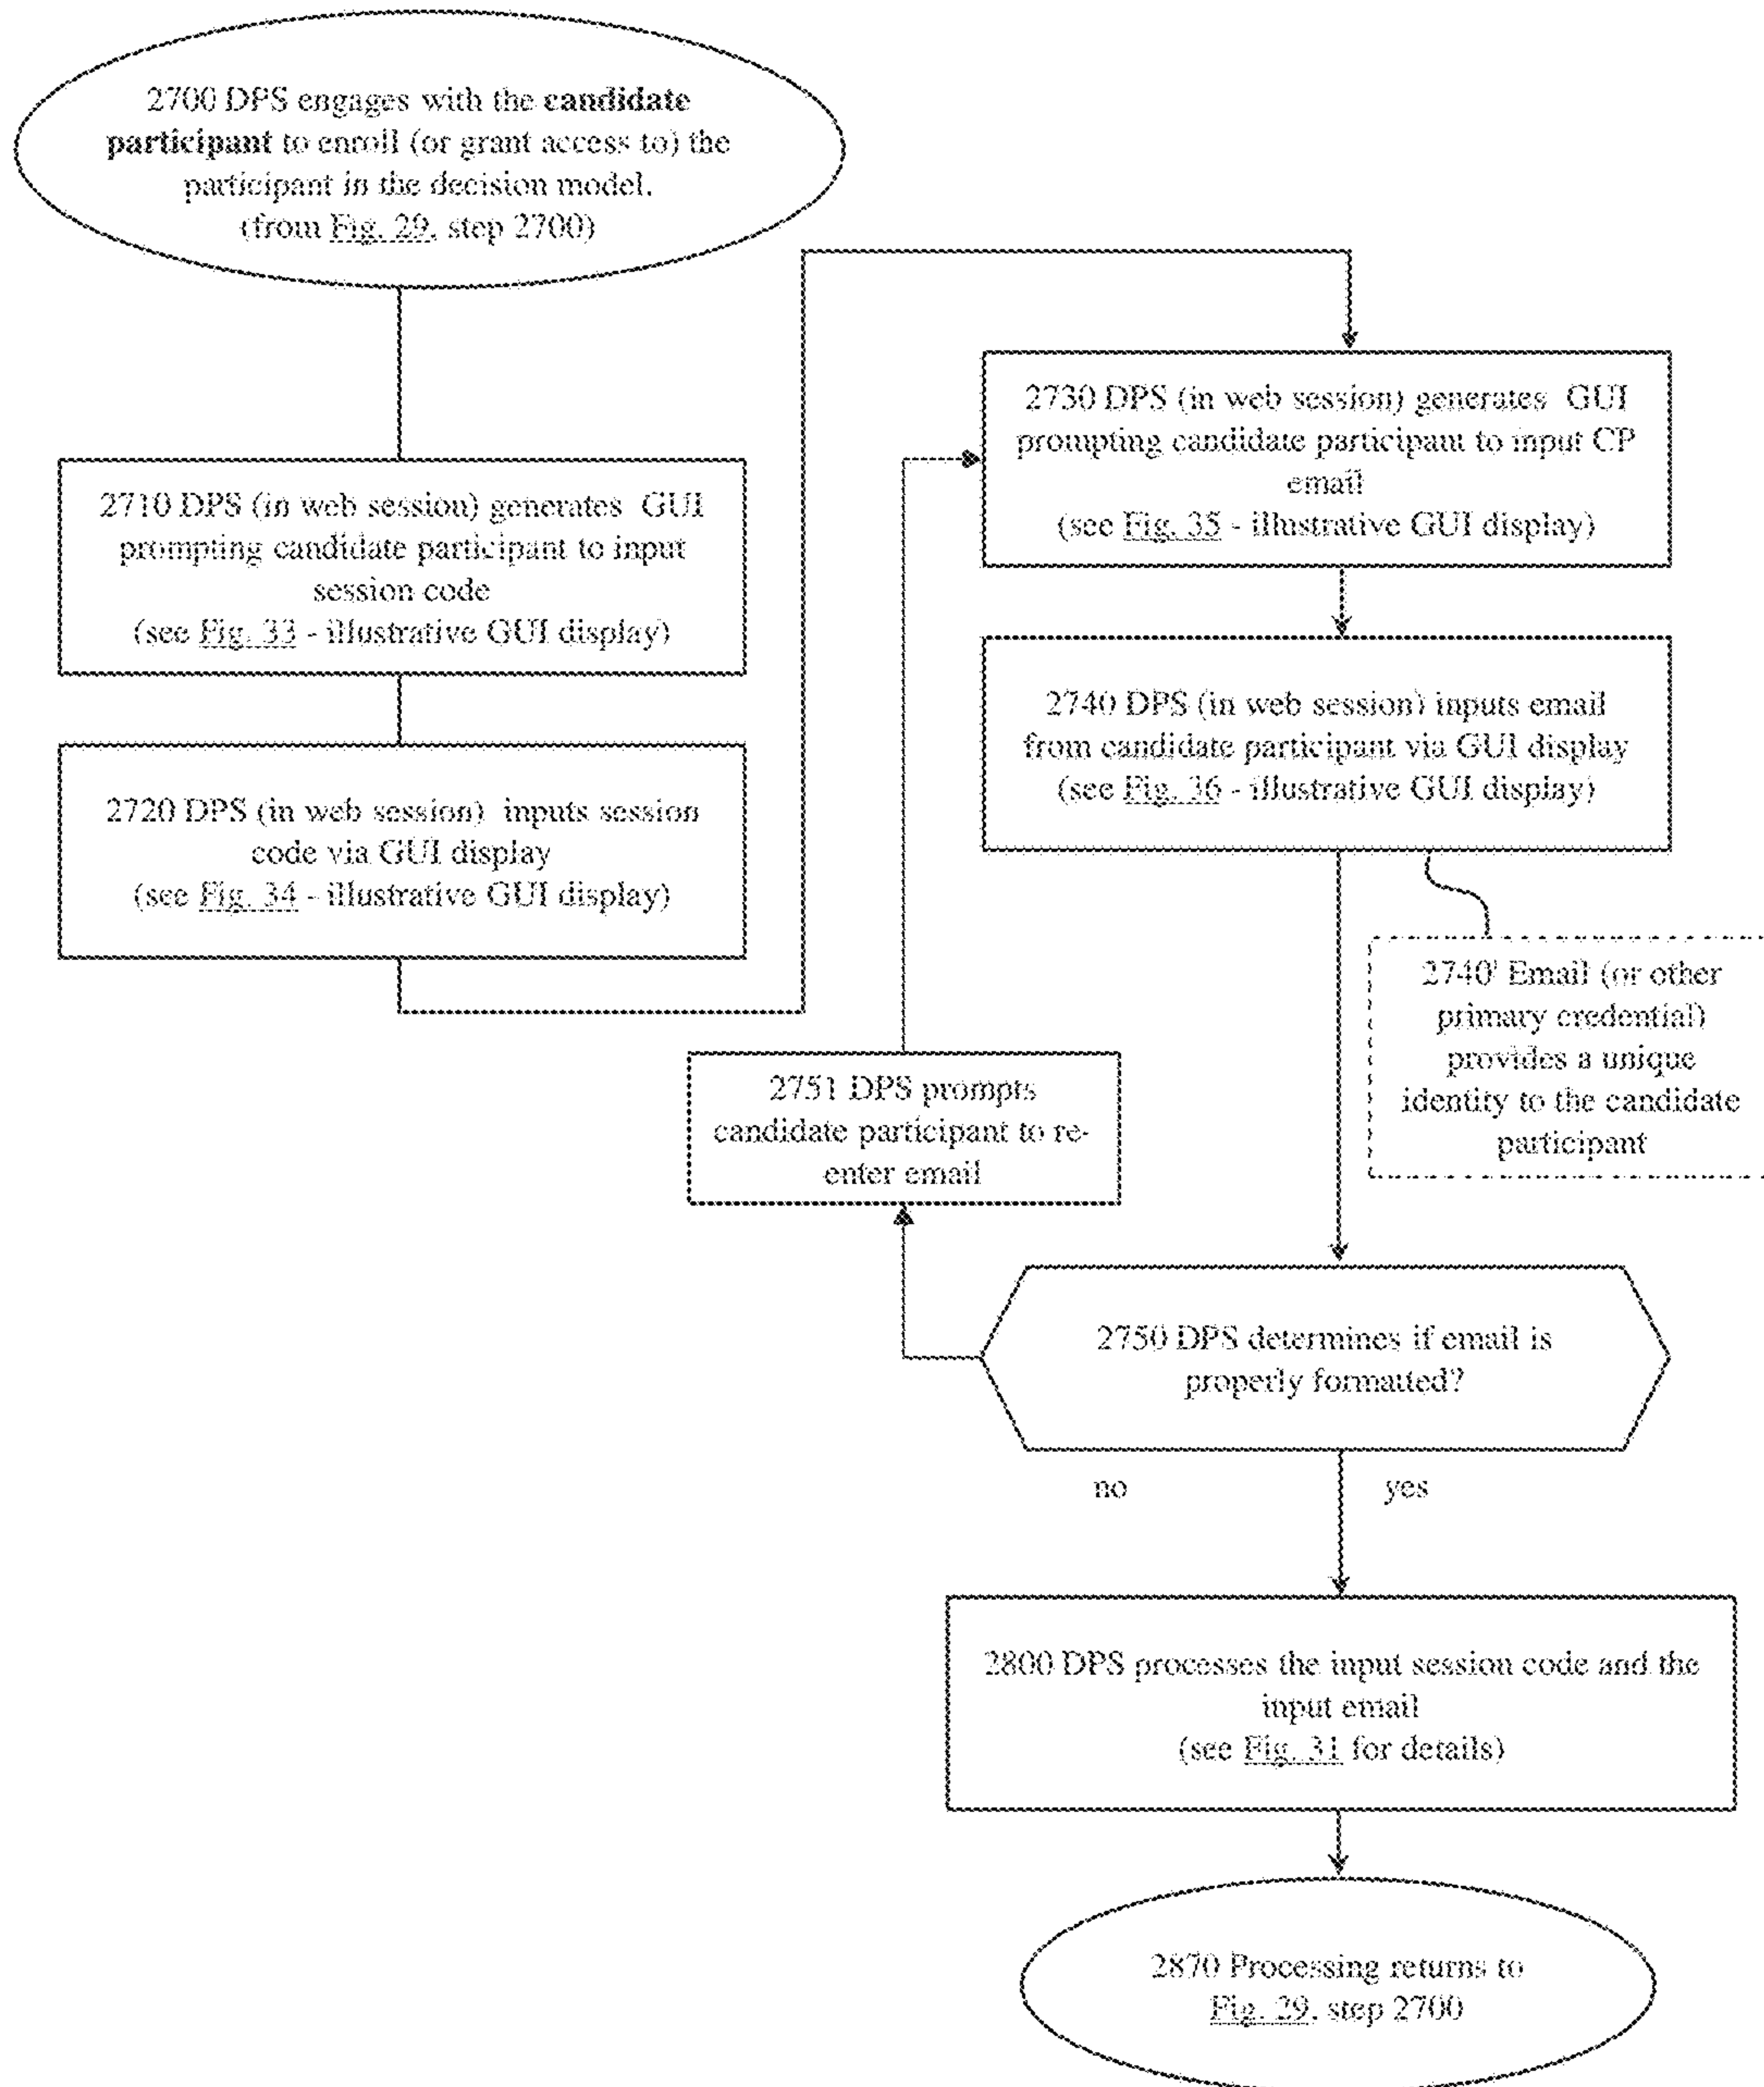 2700 DPS engages with the candidate
participant to enroll (or grant access to) the
participant in the decision model.
(from Fig. 29, step 2700)
2710 DPS (in web session) generates GUI
prompting candidate participant to input
session code
(see Fig. 33 - illustrative GUI display)
2720 DPS (in web session) inputs session
code via GUI display
(see Fig. 34 - illustrative GUI display)
2730 DPS (in web session) generates GUI
prompting candidate participant to input CP
email
(see Fig. 35 - illustrative GUI display)
2740 DPS (in web session) inputs email
from candidate participant via GUI display
(see Fig. 36 - illustrative GUI display)
2740' Email (or other
primary credential)
provides a unique
identity to the candidate
participant
2751 DPS prompts
candidate participant to re-
enter email
2750 DPS determines if email is
properly formatted?
no
yes
2800 DPS processes the input session code and the
input email
(see Fig. 31 for details)
2870 Processing returns to
Fig. 29, step 2700